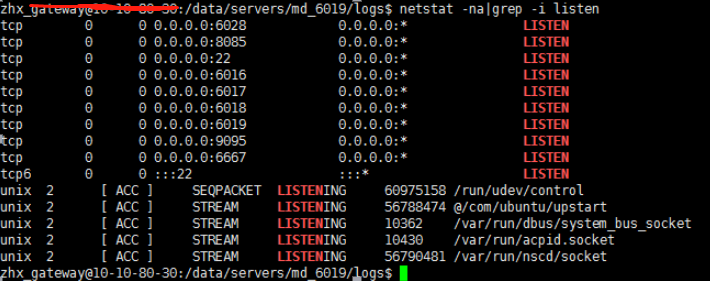 zhx_gateway@10-10-80-30:/data/servers/md_6019/logs$ netstat -na|grep -i listen
tcp 0 0 0.0.0.0:6028 0.0.0.0:* LISTEN
tcp 0 0 0.0.0.0:8085 0.0.0.0:* LISTEN
tcp 0 0 0.0.0.0:22 0.0.0.0:* LISTEN
tcp 0 0 0.0.0.0:6016 0.0.0.0:* LISTEN
tcp 0 0 0.0.0.0:6017 0.0.0.0:* LISTEN
tcp 0 0 0.0.0.0:6018 0.0.0.0:* LISTEN
tcp 0 0 0.0.0.0:6019 0.0.0.0:* LISTEN
tcp 0 0 0.0.0.0:9095 0.0.0.0:* LISTEN
tcp 0 0 0.0.0.0:6667 0.0.0.0:* LISTEN
tcp6 0 0 :::22 :::* LISTEN
unix 2 [ ACC ] SEQPACKET LISTENING 60975158 /run/udev/control
unix 2 [ ACC ] STREAM LISTENING 56788474 @/com/ubuntu/upstart
unix 2 [ ACC ] STREAM LISTENING 10362 /var/run/dbus/system_bus_socket
unix 2 [ ACC ] STREAM LISTENING 10430 /var/run/acpid.socket
unix 2 [ ACC ] STREAM LISTENING 56790481 /var/run/nscd/socket
zhx_gateway@10-10-80-30:/data/servers/md_6019/logs$